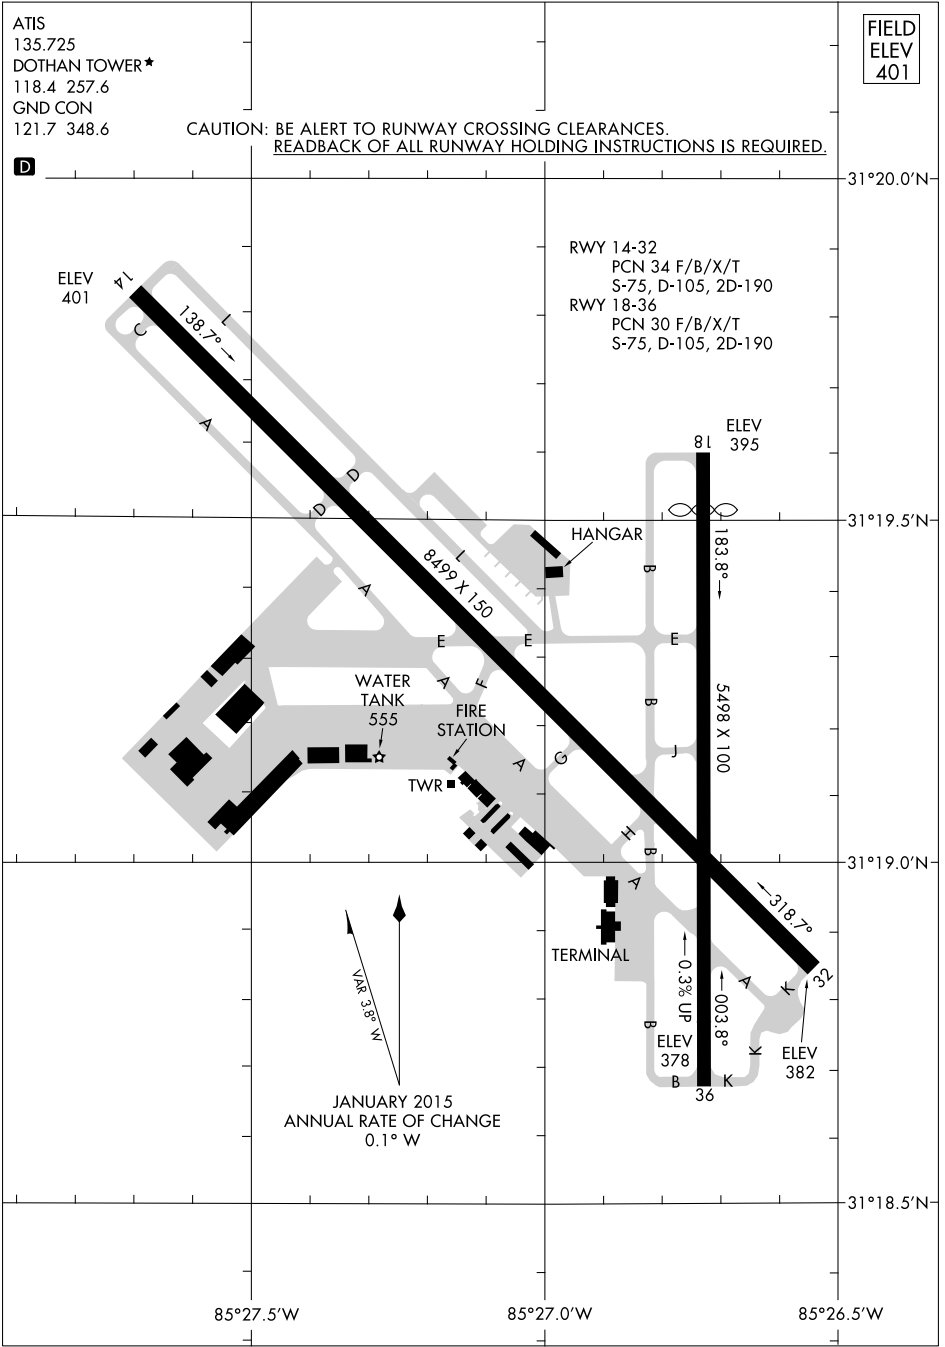 ATIS
135.725
DOTHAN TOWER★
118.4 257.6
GND CON
121.7 348.6
D
FIELD
ELEV
401
CAUTION: BE ALERT TO RUNWAY CROSSING CLEARANCES.
READBACK OF ALL RUNWAY HOLDING INSTRUCTIONS IS REQUIRED.
31°20.0'N
RWY 14-32
PCN 34 F/B/X/T
S-75, D-105, 2D-190
RWY 18-36
PCN 30 F/B/X/T
S-75, D-105, 2D-190
ELEV
401
14
C
138.7°
L
A
ELEV
395
18
D
D
31°19.5'N
HANGAR
183.8°
8499 X 150
L
A
B
E
E
E
A
F
B
5498 X 100
WATER
TANK
555
FIRE
STATION
TWR
A
G
J
H
B
31°19.0'N
A
318.7°
TERMINAL
0.3% UP
003.8°
A
K
32
VAR 3.8° W
B
ELEV
378
K
ELEV
382
B
K
36
JANUARY 2015
ANNUAL RATE OF CHANGE
0.1° W
31°18.5'N
85°27.5'W
85°27.0'W
85°26.5'W